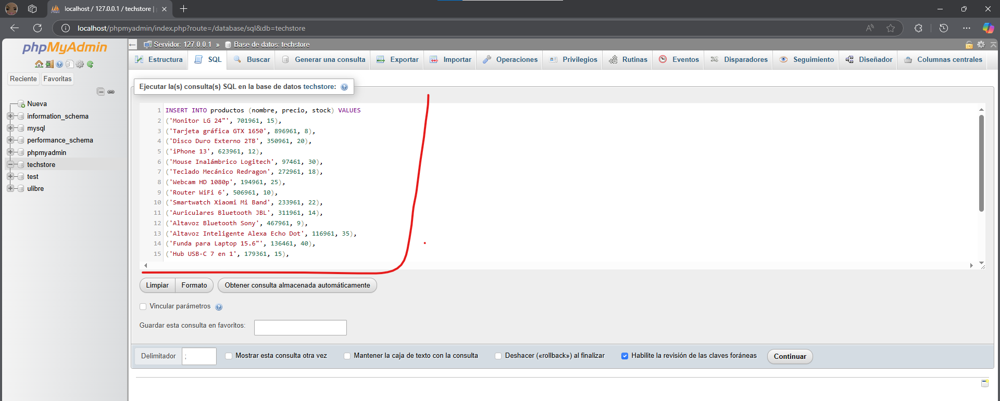 localhost / 127.0.0.1 / techstore |
localhost/phpmyadmin/index.php?route=/database/sql&db=techstore
phpMyAdmin
Reciente Favoritas
Nueva
information_schema
mysql
performance_schema
phpmyadmin
techstore
test
ulibre
Servidor: 127.0.0.1 » Base de datos: techstore
Estructura SQL Buscar Generar una consulta Exportar Importar Operaciones Privilegios Rutinas Eventos Disparadores Seguimiento Diseñador Columnas centrales
Ejecutar la(s) consulta(s) SQL en la base de datos techstore:
1 INSERT INTO productos (nombre, precio, stock) VALUES
2 ('Monitor LG 24"', 701961, 15),
3 ('Tarjeta gráfica GTX 1650', 896961, 8),
4 ('Disco Duro Externo 2TB', 350961, 20),
5 ('iPhone 13', 623961, 12),
6 ('Mouse Inalámbrico Logitech', 97461, 30),
7 ('Teclado Mecánico Redragon', 272961, 18),
8 ('Webcam HD 1080p', 194961, 25),
9 ('Router WiFi 6', 506961, 10),
10 ('Smartwatch Xiaomi Mi Band', 233961, 22),
11 ('Auriculares Bluetooth JBL', 311961, 14),
12 ('Altavoz Bluetooth Sony', 467961, 9),
13 ('Altavoz Inteligente Alexa Echo Dot', 116961, 35),
14 ('Funda para Laptop 15.6"', 136461, 40),
15 ('Hub USB-C 7 en 1', 179361, 15),
Limpiar Formato Obtener consulta almacenada automáticamente
Vincular parámetros
Guardar esta consulta en favoritos:
Delimitador ; Mostrar esta consulta otra vez Mantener la caja de texto con la consulta Deshacer («rollback») al finalizar Habilite la revisión de las claves foráneas Continuar